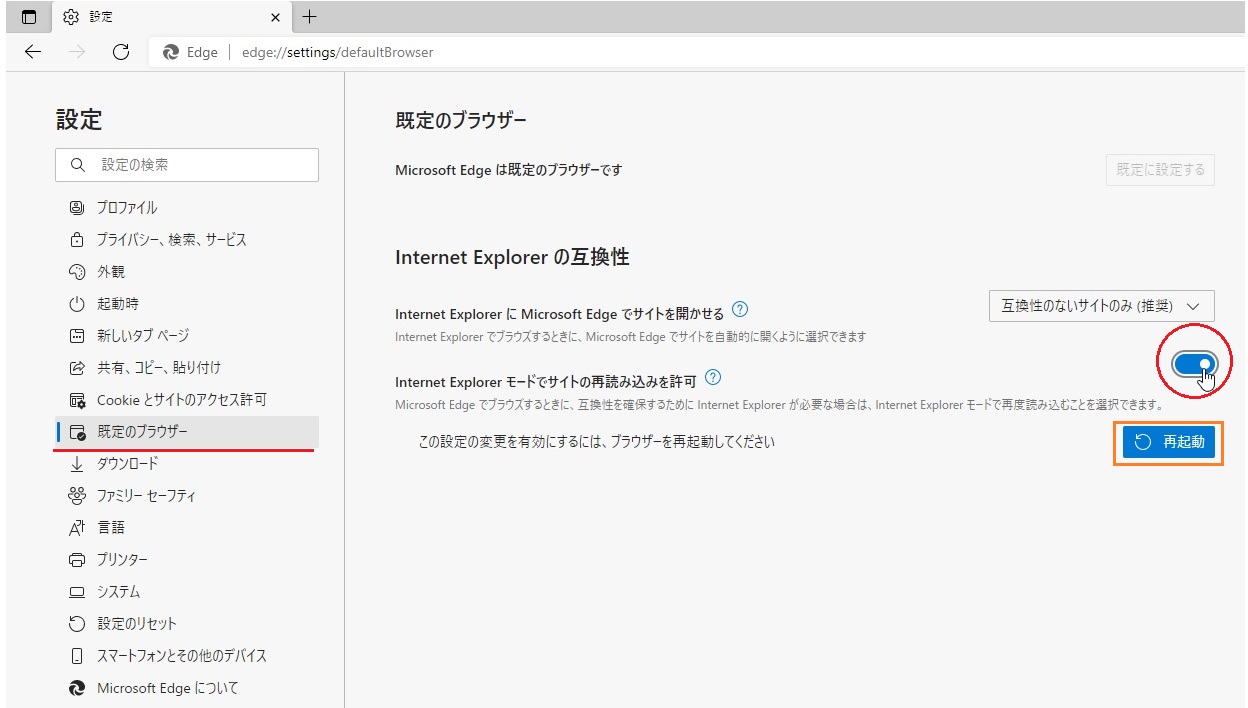 設定
Edge
edge://settings/defaultBrowser
設定
設定の検索
プロファイル
プライバシー、検索、サービス
外観
起動時
新しいタブ ページ
共有、コピー、貼り付け
Cookie とサイトのアクセス許可
既定のブラウザー
ダウンロード
ファミリー セーフティ
言語
プリンター
システム
設定のリセット
スマートフォンとその他のデバイス
Microsoft Edge について
既定のブラウザー
Microsoft Edge は既定のブラウザーです
既定に設定する
Internet Explorer の互換性
Internet Explorer に Microsoft Edge でサイトを開かせる
互換性のないサイトのみ (推奨)
Internet Explorer でブラウズするときに、Microsoft Edge でサイトを自動的に開くように選択できます
Internet Explorer モードでサイトの再読み込みを許可
Microsoft Edge でブラウズするときに、互換性を確保するために Internet Explorer が必要な場合は、Internet Explorer モードで再度読み込むことを選択できます。
この設定の変更を有効にするには、ブラウザーを再起動してください
再起動